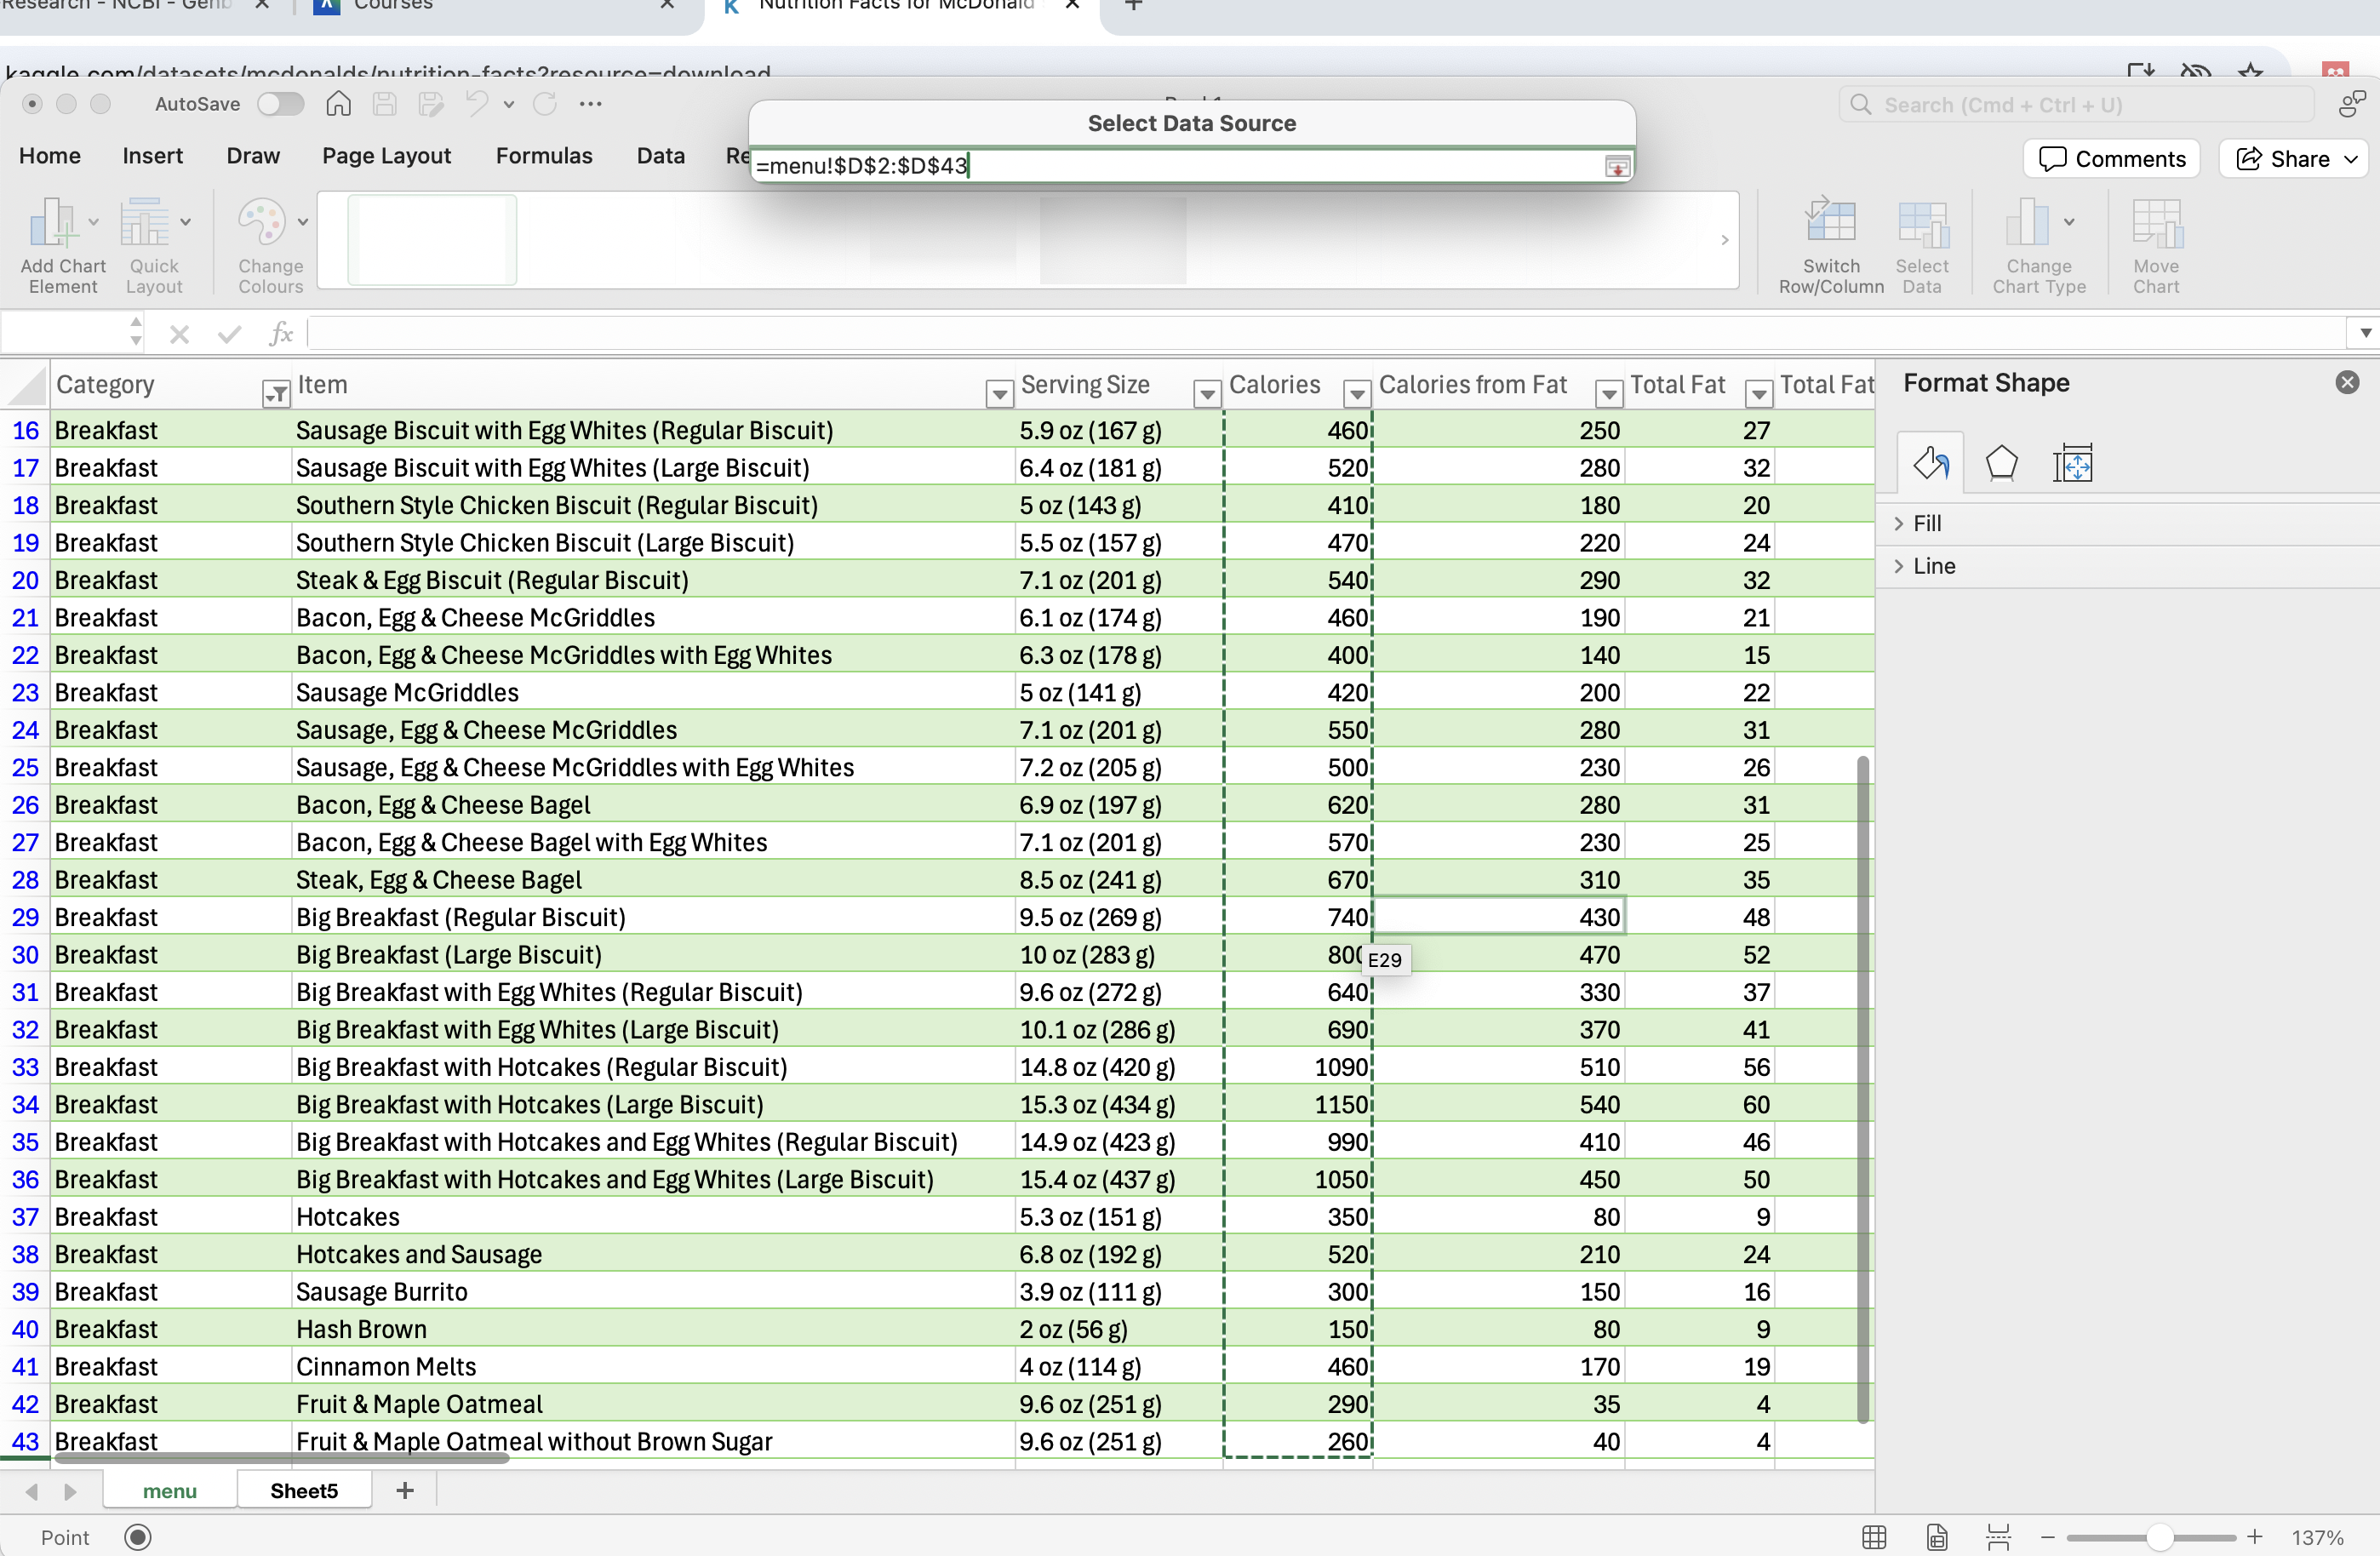 Research - NCBI - Genb
Courses
Nutrition Facts for McDonald
kaggle.com/datasets/mcdonalds/nutrition-facts?resource=download
AutoSave
Search (Cmd + Ctrl + U)
Select Data Source
=menu!$D$2:$D$43
Home Insert Draw Page Layout Formulas Data Re
Comments Share
Add Chart Element
Quick Layout
Change Colours
Switch Row/Column
Select Data
Change Chart Type
Move Chart
fx
Category Item Serving Size Calories Calories from Fat Total Fat Total Fat
16 Breakfast Sausage Biscuit with Egg Whites (Regular Biscuit) 5.9 oz (167 g) 460 250 27
17 Breakfast Sausage Biscuit with Egg Whites (Large Biscuit) 6.4 oz (181 g) 520 280 32
18 Breakfast Southern Style Chicken Biscuit (Regular Biscuit) 5 oz (143 g) 410 180 20
19 Breakfast Southern Style Chicken Biscuit (Large Biscuit) 5.5 oz (157 g) 470 220 24
20 Breakfast Steak & Egg Biscuit (Regular Biscuit) 7.1 oz (201 g) 540 290 32
21 Breakfast Bacon, Egg & Cheese McGriddles 6.1 oz (174 g) 460 190 21
22 Breakfast Bacon, Egg & Cheese McGriddles with Egg Whites 6.3 oz (178 g) 400 140 15
23 Breakfast Sausage McGriddles 5 oz (141 g) 420 200 22
24 Breakfast Sausage, Egg & Cheese McGriddles 7.1 oz (201 g) 550 280 31
25 Breakfast Sausage, Egg & Cheese McGriddles with Egg Whites 7.2 oz (205 g) 500 230 26
26 Breakfast Bacon, Egg & Cheese Bagel 6.9 oz (197 g) 620 280 31
27 Breakfast Bacon, Egg & Cheese Bagel with Egg Whites 7.1 oz (201 g) 570 230 25
28 Breakfast Steak, Egg & Cheese Bagel 8.5 oz (241 g) 670 310 35
29 Breakfast Big Breakfast (Regular Biscuit) 9.5 oz (269 g) 740 430 48
30 Breakfast Big Breakfast (Large Biscuit) 10 oz (283 g) 800 470 52
E29
31 Breakfast Big Breakfast with Egg Whites (Regular Biscuit) 9.6 oz (272 g) 640 330 37
32 Breakfast Big Breakfast with Egg Whites (Large Biscuit) 10.1 oz (286 g) 690 370 41
33 Breakfast Big Breakfast with Hotcakes (Regular Biscuit) 14.8 oz (420 g) 1090 510 56
34 Breakfast Big Breakfast with Hotcakes (Large Biscuit) 15.3 oz (434 g) 1150 540 60
35 Breakfast Big Breakfast with Hotcakes and Egg Whites (Regular Biscuit) 14.9 oz (423 g) 990 410 46
36 Breakfast Big Breakfast with Hotcakes and Egg Whites (Large Biscuit) 15.4 oz (437 g) 1050 450 50
37 Breakfast Hotcakes 5.3 oz (151 g) 350 80 9
38 Breakfast Hotcakes and Sausage 6.8 oz (192 g) 520 210 24
39 Breakfast Sausage Burrito 3.9 oz (111 g) 300 150 16
40 Breakfast Hash Brown 2 oz (56 g) 150 80 9
41 Breakfast Cinnamon Melts 4 oz (114 g) 460 170 19
42 Breakfast Fruit & Maple Oatmeal 9.6 oz (251 g) 290 35 4
43 Breakfast Fruit & Maple Oatmeal without Brown Sugar 9.6 oz (251 g) 260 40 4
Format Shape
Fill
Line
menu Sheet5
Point 137%